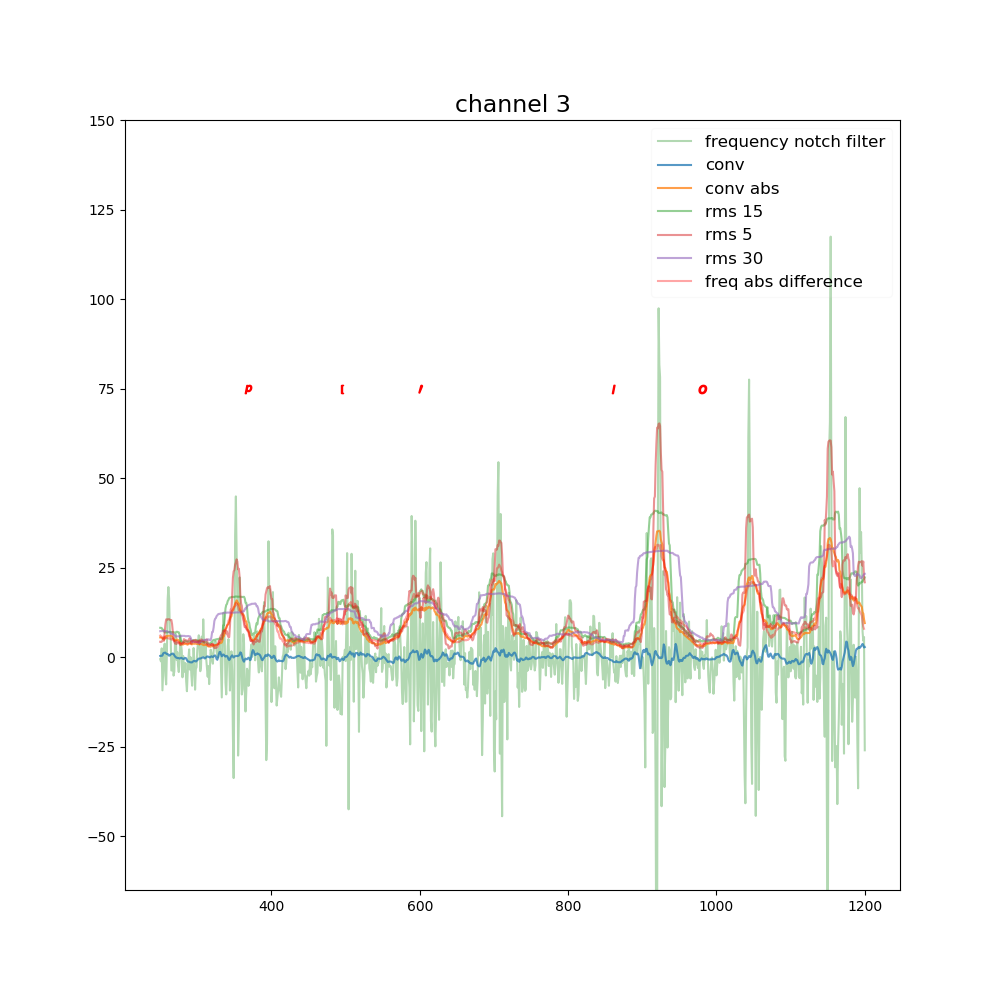 channel 3
150
125
100
75
50
25
0
−25
−50
400 600 800 1000 1200
frequency notch filter
conv
conv abs
rms 15
rms 5
rms 30
freq abs difference
p [ ı l o